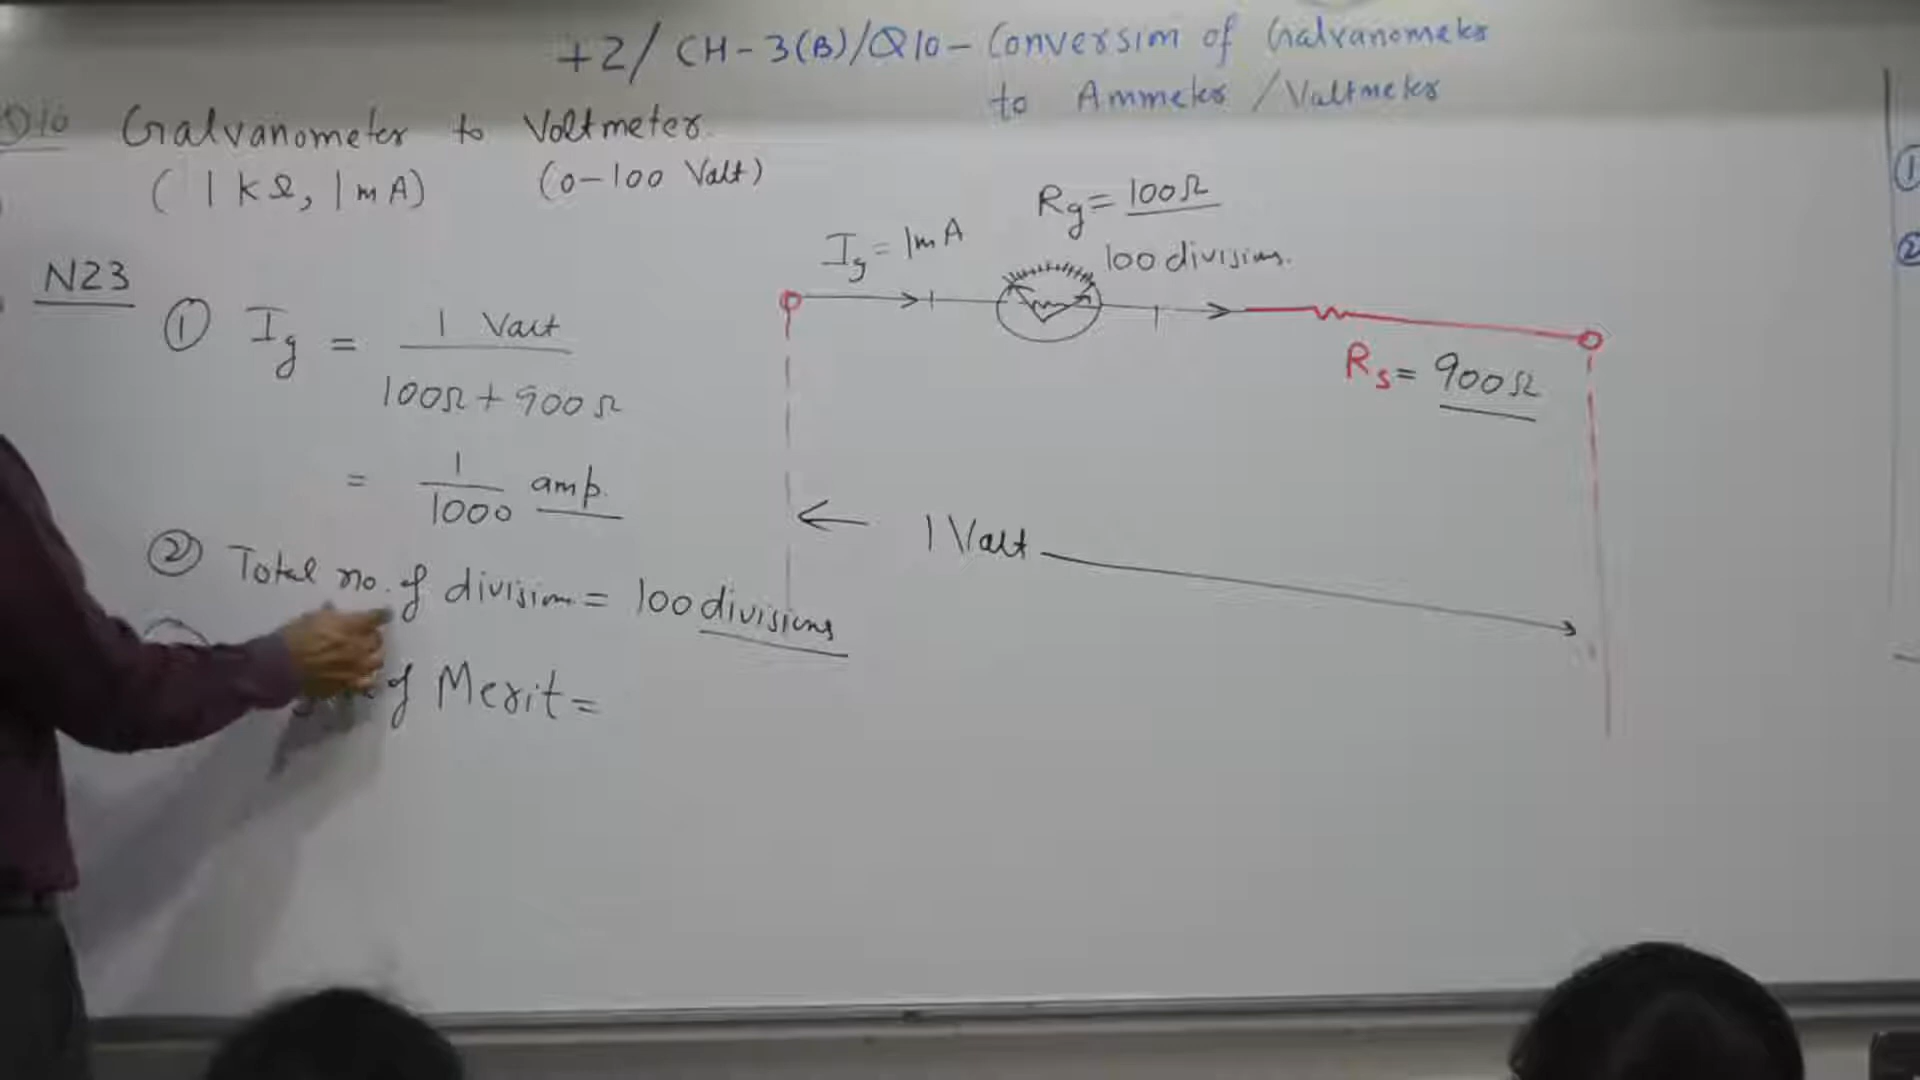 +2/ CH-3(B)/Q10- Conversion of Galvanometer
to Ammeter /Voltmeter
Q10 Galvanometer to Voltmeter.
(1 kΩ, 1mA) (0-100 Volt)
N23
① Ig = 1 Volt
100Ω + 900Ω
= 1/1000 amp.
② Total no. of division = 100 divisions
of Merit =
Rg = 100Ω
Ig = 1mA
100 divisions.
Rs = 900Ω
1 Volt
①
②